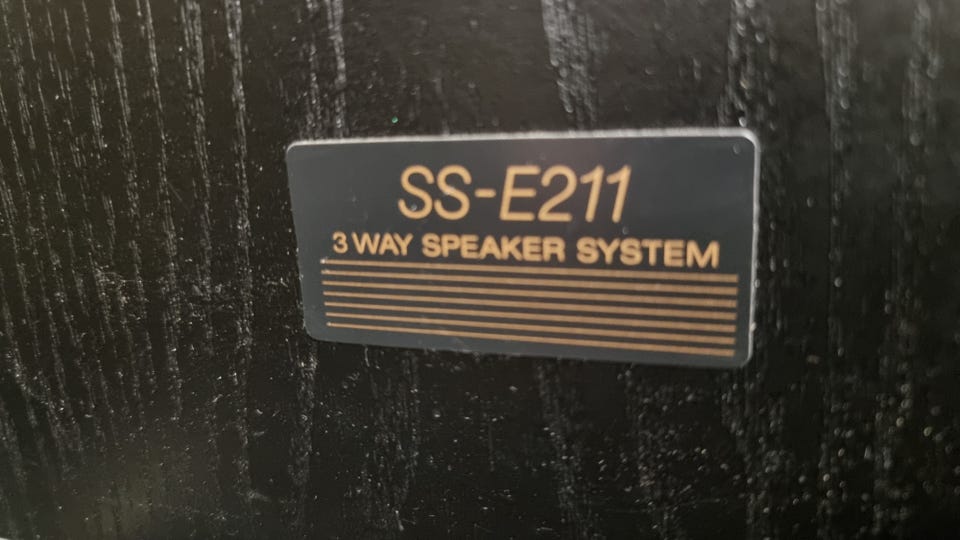 SS-E211
3 WAY SPEAKER SYSTEM